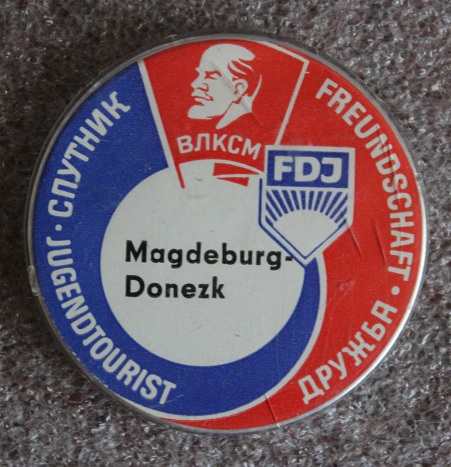 ВЛКСМ
FDJ
Magdeburg-
Donezk
JUGENDTOURIST · СПУТНИК
FREUNDSCHAFT · ДРУЖБА